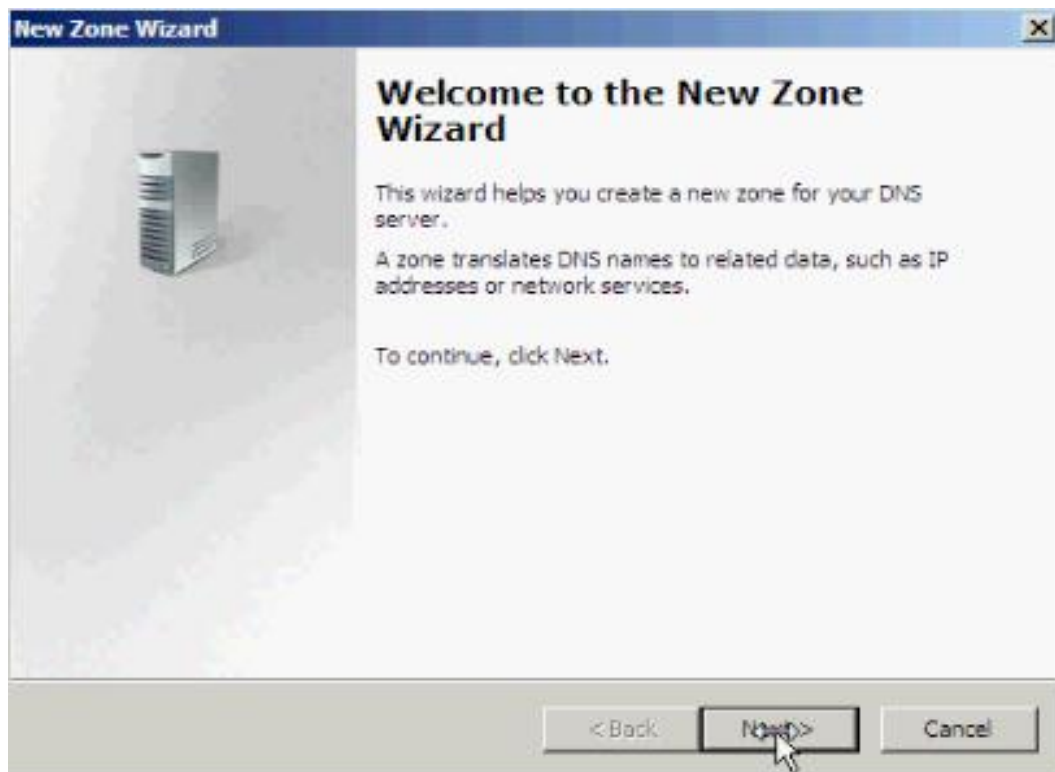 New Zone Wizard
Welcome to the New Zone
Wizard
This wizard helps you create a new zone for your DNS
server.
A zone translates DNS names to related data, such as IP
addresses or network services.
To continue, click Next.
< Back Next > Cancel